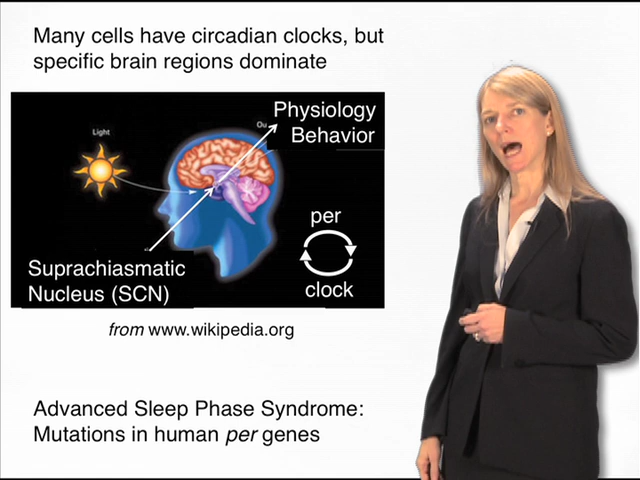 Many cells have circadian clocks, but
specific brain regions dominate
Light
Ou
Physiology
Behavior
per
clock
Suprachiasmatic
Nucleus (SCN)
from www.wikipedia.org
Advanced Sleep Phase Syndrome:
Mutations in human per genes